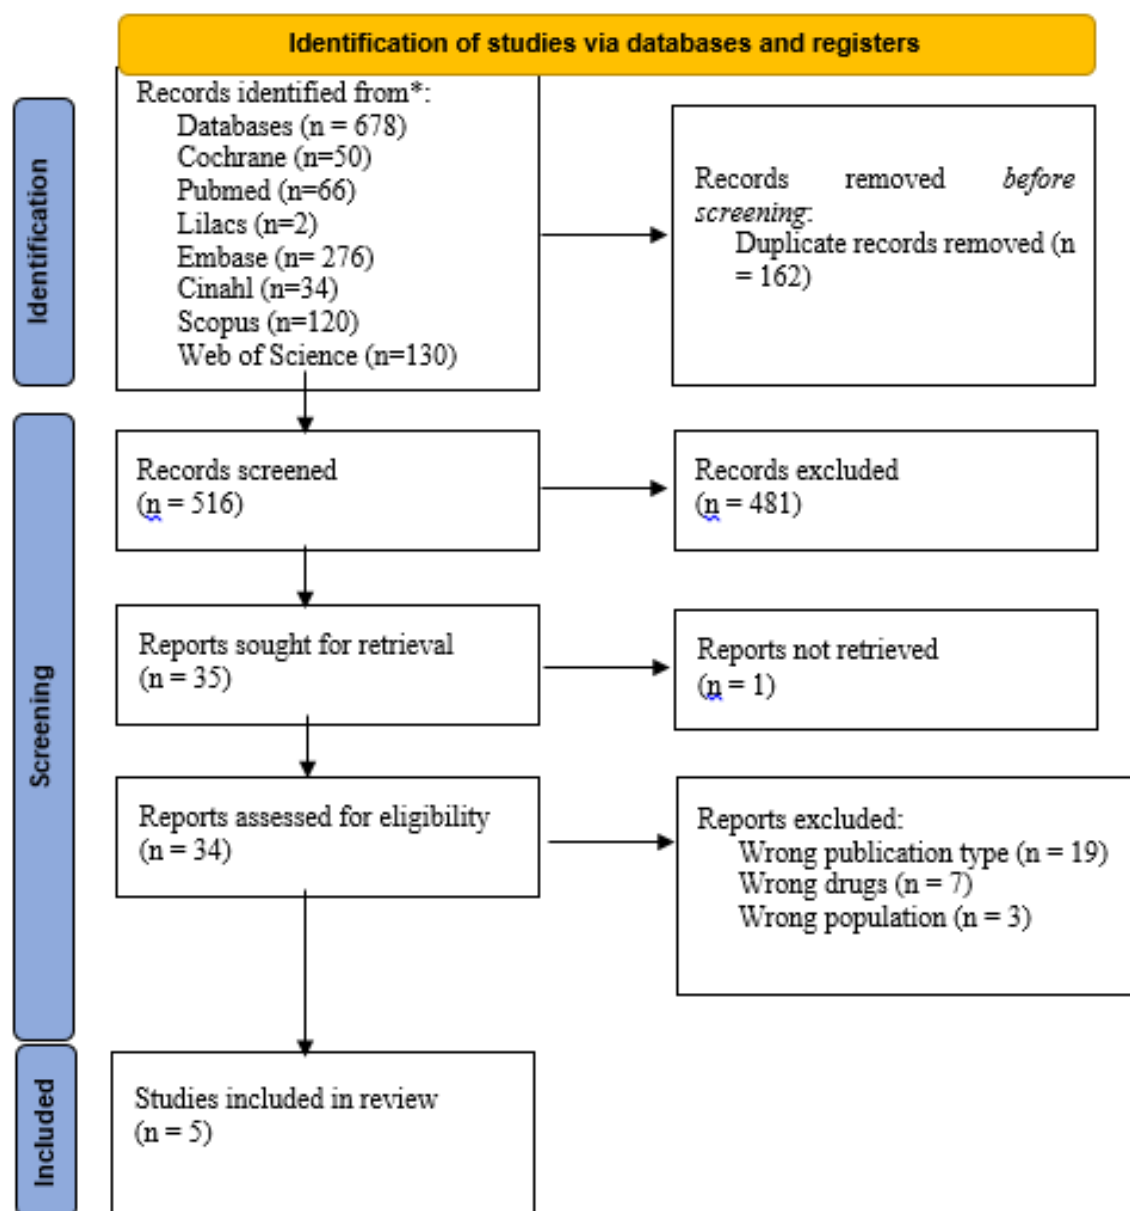 Identification of studies via databases and registers
Identification
Records identified from*:
Databases (n = 678)
Cochrane (n=50)
Pubmed (n=66)
Lilacs (n=2)
Embase (n= 276)
Cinahl (n=34)
Scopus (n=120)
Web of Science (n=130)
Records removed before
screening:
Duplicate records removed (n
= 162)
Screening
Records screened
(n = 516)
Records excluded
(n = 481)
Reports sought for retrieval
(n = 35)
Reports not retrieved
(n = 1)
Reports assessed for eligibility
(n = 34)
Reports excluded:
Wrong publication type (n = 19)
Wrong drugs (n = 7)
Wrong population (n = 3)
Included
Studies included in review
(n = 5)